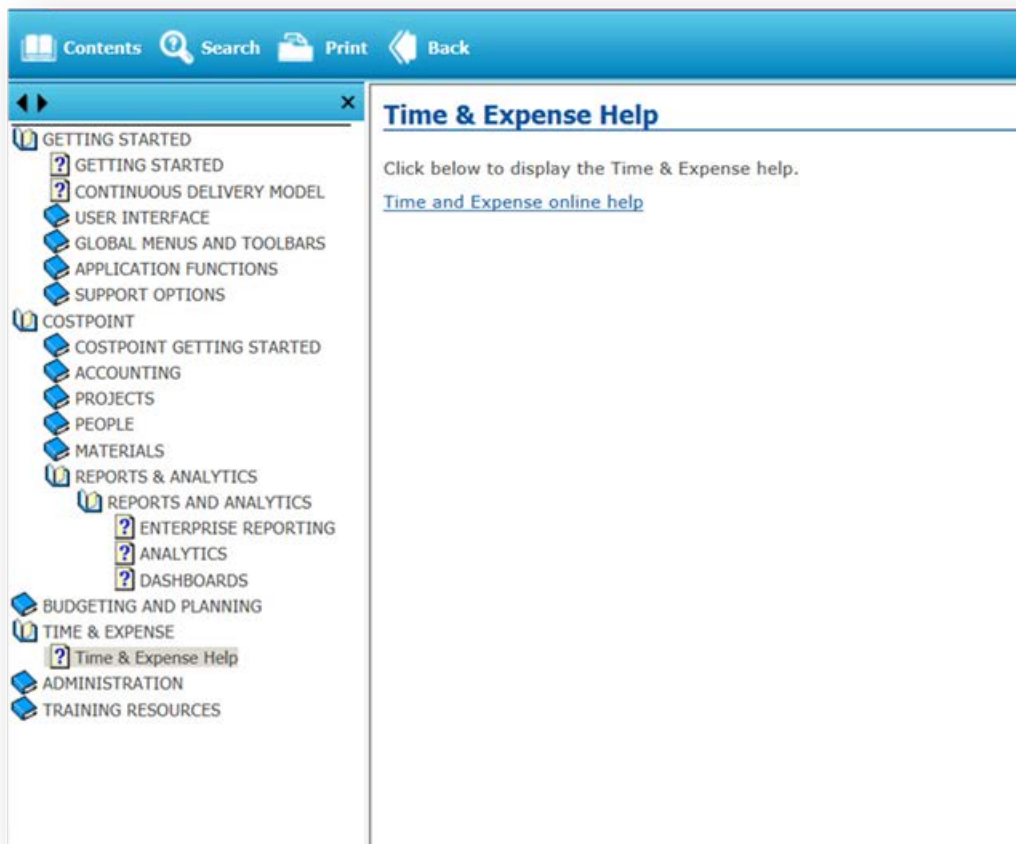 Contents Search Print Back
GETTING STARTED
GETTING STARTED
CONTINUOUS DELIVERY MODEL
USER INTERFACE
GLOBAL MENUS AND TOOLBARS
APPLICATION FUNCTIONS
SUPPORT OPTIONS
COSTPOINT
COSTPOINT GETTING STARTED
ACCOUNTING
PROJECTS
PEOPLE
MATERIALS
REPORTS & ANALYTICS
REPORTS AND ANALYTICS
ENTERPRISE REPORTING
ANALYTICS
DASHBOARDS
BUDGETING AND PLANNING
TIME & EXPENSE
Time & Expense Help
ADMINISTRATION
TRAINING RESOURCES
Time & Expense Help
Click below to display the Time & Expense help.
Time and Expense online help